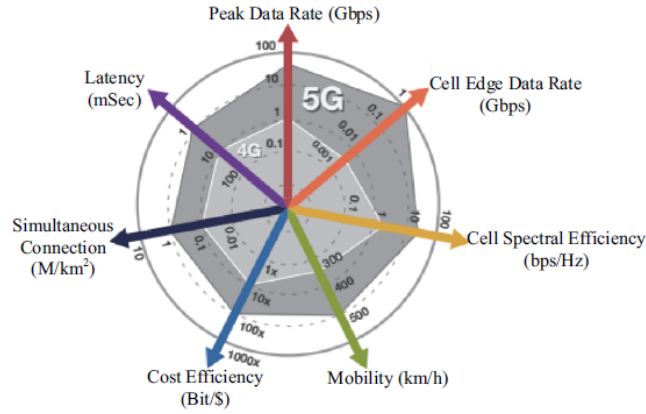 Peak Data Rate (Gbps)
100
10
1
0.1
5G
4G
Latency
(mSec)
1
10
100
Cell Edge Data Rate
(Gbps)
1
0.1
0.01
0.001
Simultaneous
Connection
(M/km²)
10
1
0.1
0.01
Cell Spectral Efficiency
(bps/Hz)
0.1
1
10
100
Cost Efficiency
(Bit/$)
1x
10x
100x
1000x
Mobility (km/h)
300
400
500